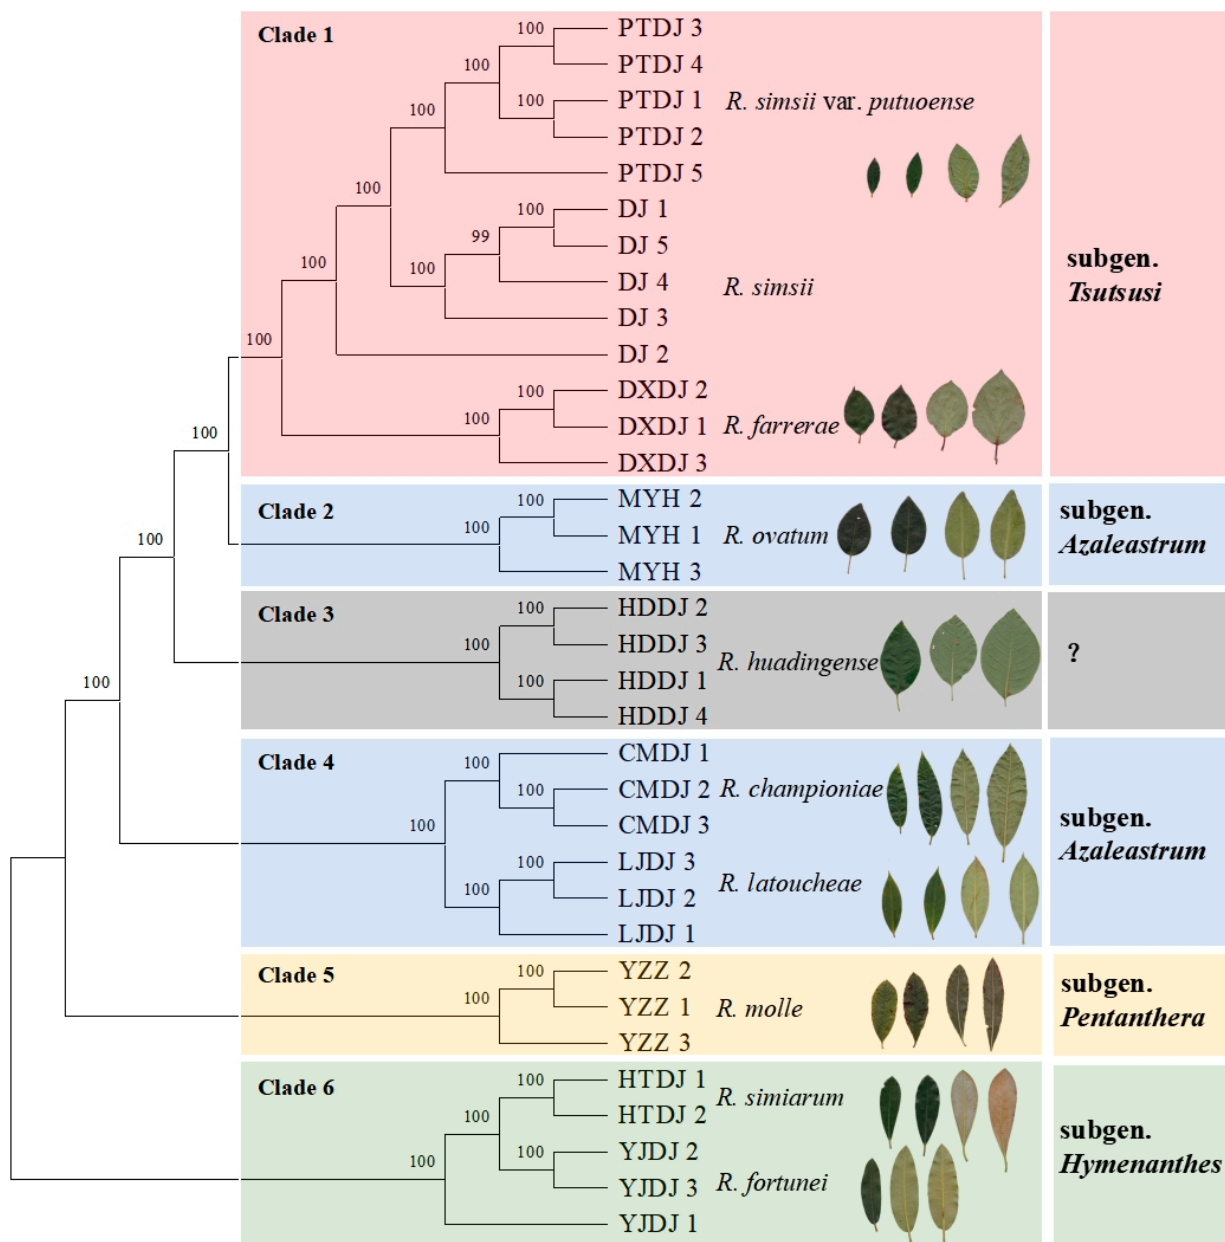 Clade 1
100
PTDJ 3
PTDJ 4
100
100
PTDJ 1
R. simsii var. putuoense
PTDJ 2
100
PTDJ 5
100
100
DJ 1
99
DJ 5
100
DJ 4
R. simsii
100
DJ 3
subgen.
Tsutsusi
100
DJ 2
100
DXDJ 2
100
DXDJ 1
R. farrerae
DXDJ 3
100
Clade 2
100
MYH 2
100
MYH 1
R. ovatum
MYH 3
subgen.
Azaleastrum
100
Clade 3
100
HDDJ 2
100
HDDJ 3
R. huadingense
100
HDDJ 1
HDDJ 4
?
100
Clade 4
100
CMDJ 1
100
CMDJ 2
R. championiae
CMDJ 3
100
100
LJDJ 3
100
LJDJ 2
R. latoucheae
LJDJ 1
subgen.
Azaleastrum
Clade 5
100
YZZ 2
100
YZZ 1
R. molle
YZZ 3
subgen.
Pentanthera
Clade 6
100
HTDJ 1
R. simiarum
100
HTDJ 2
100
YJDJ 2
100
YJDJ 3
R. fortunei
YJDJ 1
subgen.
Hymenanthes